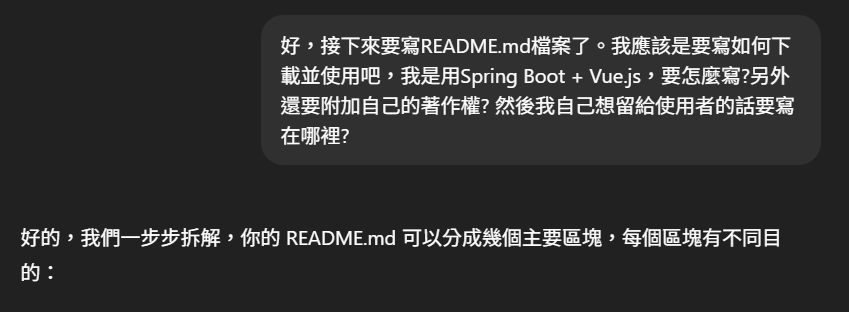 好，接下來要寫README.md檔案了。我應該是要寫如何下
載並使用吧，我是用Spring Boot + Vue.js，要怎麼寫?另外
還要附加自己的著作權? 然後我自己想留給使用者的話要寫
在哪裡?
好的，我們一步步拆解，你的 README.md 可以分成幾個主要區塊，每個區塊有不同目
的：